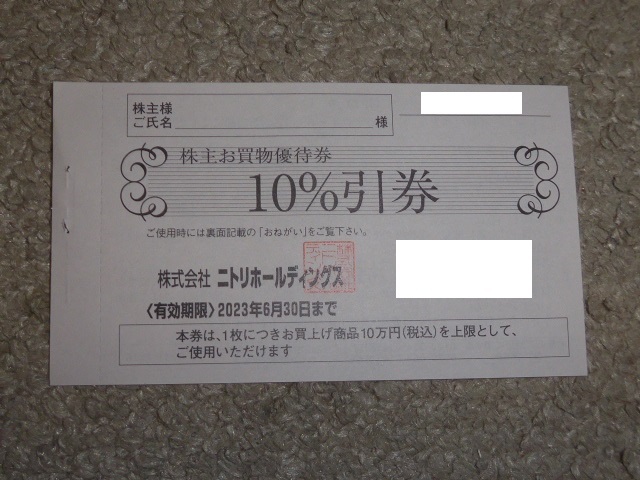 株主様
ご氏名 様
株主お買物優待券
10%引券
ご使用時には裏面記載の「おねがい」をご覧下さい。
株式会社 ニトリホールディングス
〈有効期限〉2023年6月30日まで
本券は、1枚につきお買上げ商品10万円(税込)を上限として、
ご使用いただけます